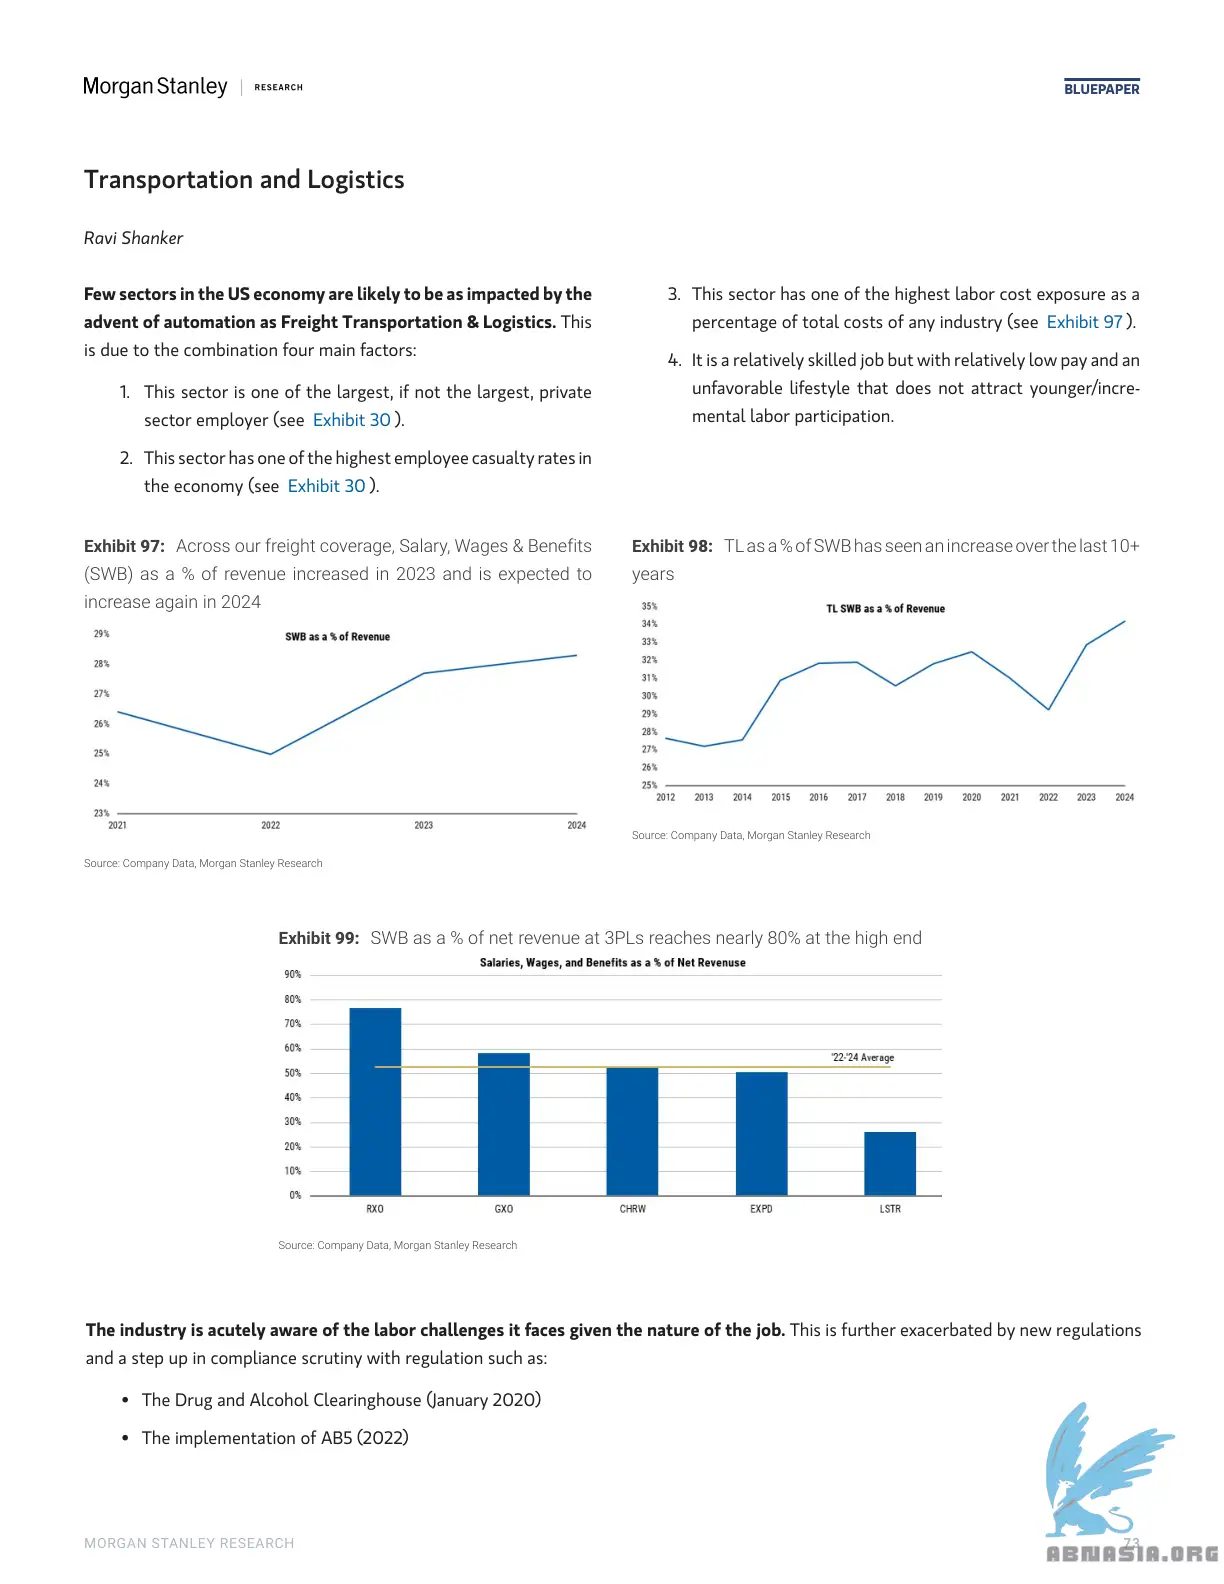 Morgan Stanley | RESEARCH
BLUEPAPER
Transportation and Logistics
Ravi Shanker
Few sectors in the US economy are likely to be as impacted by the
advent of automation as Freight Transportation & Logistics. This
is due to the combination four main factors:
1. This sector is one of the largest, if not the largest, private
sector employer (see Exhibit 30 ).
2. This sector has one of the highest employee casualty rates in
the economy (see Exhibit 30 ).
3. This sector has one of the highest labor cost exposure as a
percentage of total costs of any industry (see Exhibit 97 ).
4. It is a relatively skilled job but with relatively low pay and an
unfavorable lifestyle that does not attract younger/incre-
mental labor participation.
Exhibit 97: Across our freight coverage, Salary, Wages & Benefits
(SWB) as a % of revenue increased in 2023 and is expected to
increase again in 2024
SWB as a % of Revenue
29%
28%
27%
26%
25%
24%
23%
2021 2022 2023 2024
Source: Company Data, Morgan Stanley Research
Exhibit 98: TL as a % of SWB has seen an increase over the last 10+
years
TL SWB as a % of Revenue
35%
34%
33%
32%
31%
30%
29%
28%
27%
26%
25%
2012 2013 2014 2015 2016 2017 2018 2019 2020 2021 2022 2023 2024
Source: Company Data, Morgan Stanley Research
Exhibit 99: SWB as a % of net revenue at 3PLs reaches nearly 80% at the high end
Salaries, Wages, and Benefits as a % of Net Revenuse
90%
80%
70%
60%
50%
40%
30%
20%
10%
0%
'22-'24 Average
RXO GXO CHRW EXPD LSTR
Source: Company Data, Morgan Stanley Research
The industry is acutely aware of the labor challenges it faces given the nature of the job. This is further exacerbated by new regulations
and a step up in compliance scrutiny with regulation such as:
• The Drug and Alcohol Clearinghouse (January 2020)
• The implementation of AB5 (2022)
MORGAN STANLEY RESEARCH
73
ABNASIA.ORG